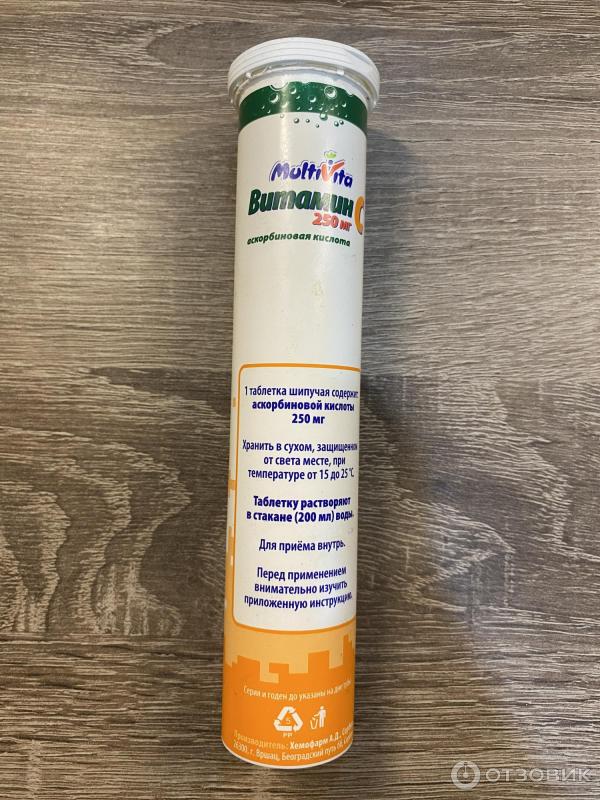 MultiVita
Витамин C
250 мг
аскорбиновая кислота
1 таблетка шипучая содержит
аскорбиновой кислоты
250 мг
Хранить в сухом, защищенном
от света месте, при
температуре от 15 до 25 °C.
Таблетку растворяют
в стакане (200 мл) воды.
Для приёма внутрь.
Перед применением
внимательно изучить
приложенную инструкцию.
Серия и годен до указаны на дне тубы
5
PP
Производитель: Хемофарм А.Д.,
26300, г. Вршац, Београдский путь
ОТЗОВИК